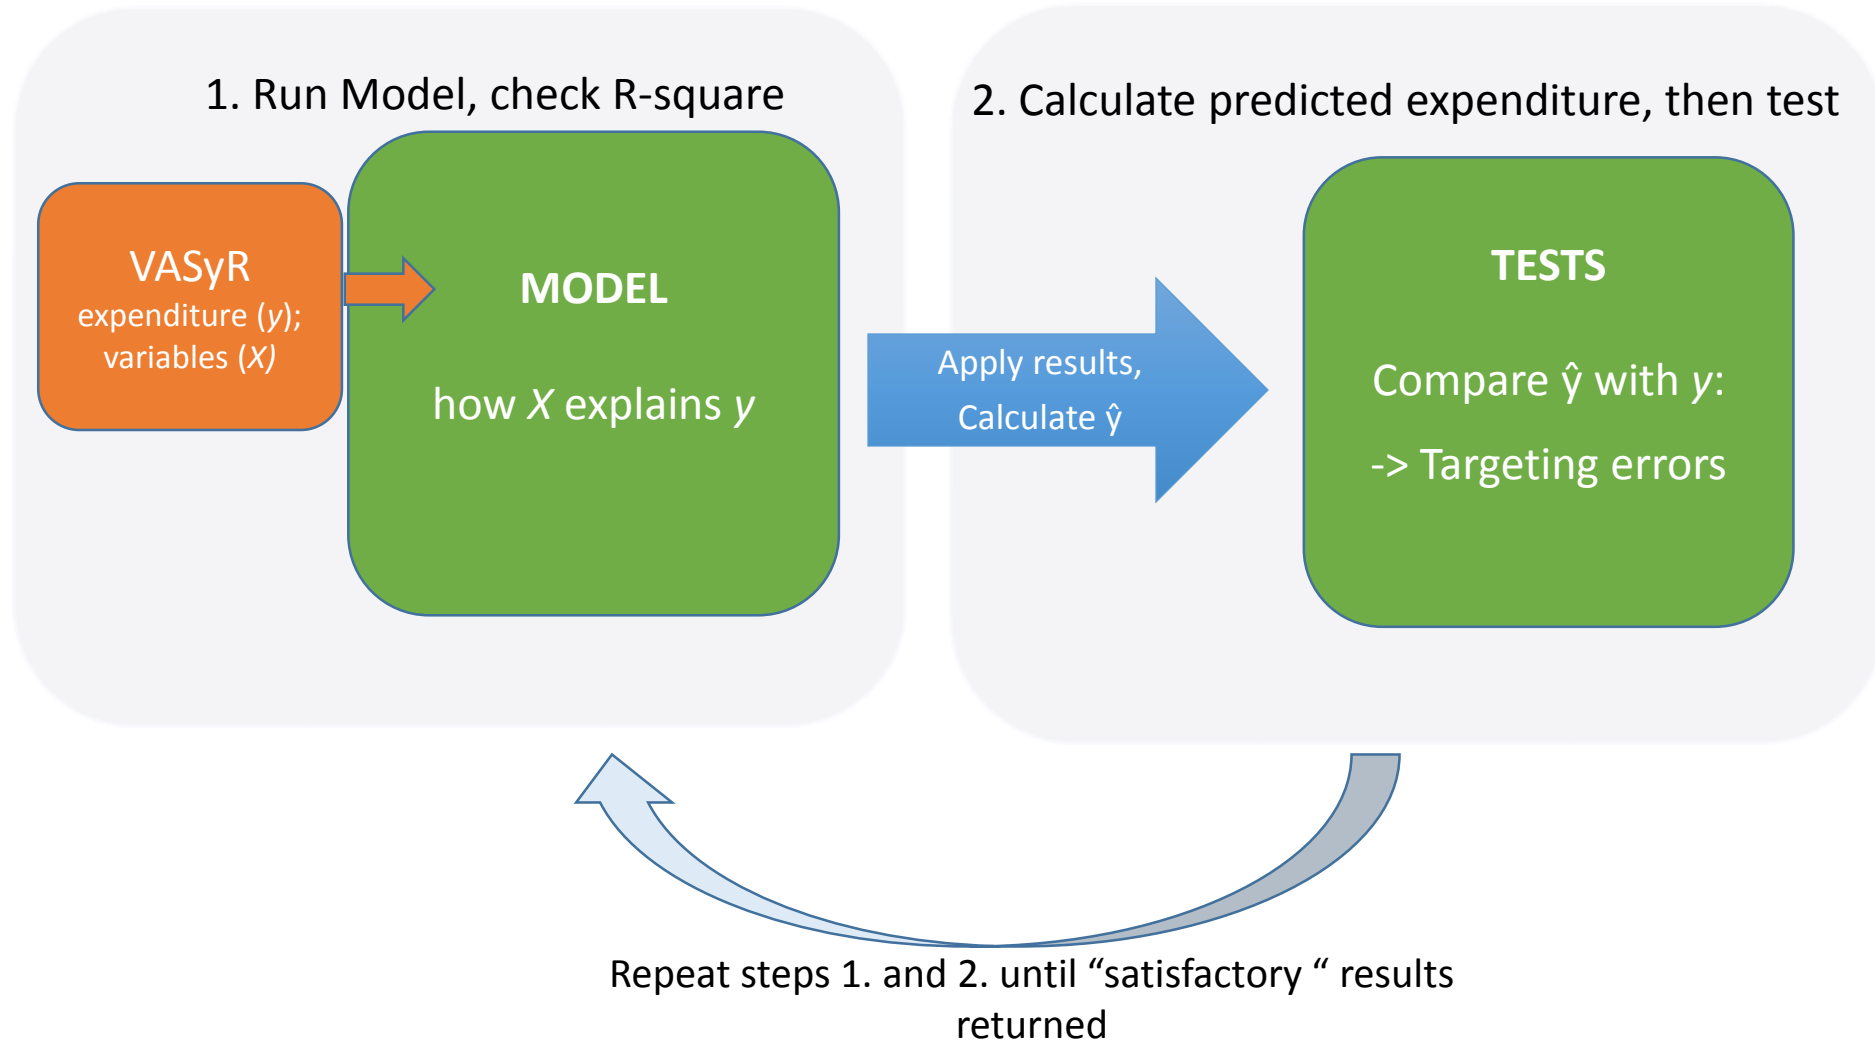 1. Run Model, check R-square
2. Calculate predicted expenditure, then test
VASyR
expenditure (y);
variables (X)
MODEL
how X explains y
Apply results,
Calculate ŷ
TESTS
Compare ŷ with y:
-> Targeting errors
Repeat steps 1. and 2. until “satisfactory “ results
returned